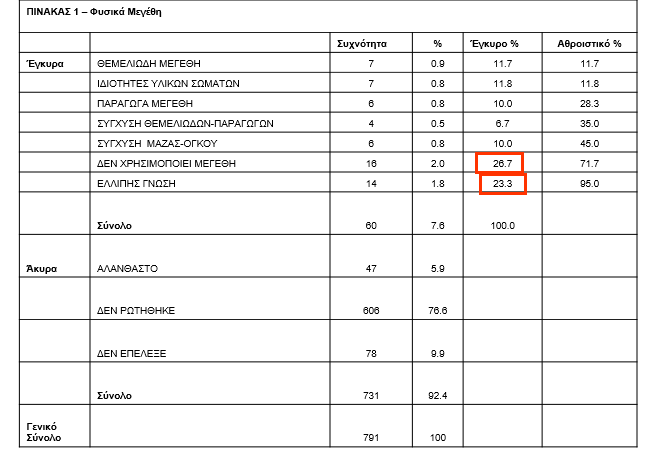 ΠΙΝΑΚΑΣ 1 – Φυσικά Μεγέθη
Συχνότητα % Έγκυρο % Αθροιστικό %
Έγκυρα ΘΕΜΕΛΙΩΔΗ ΜΕΓΕΘΗ 7 0.9 11.7 11.7
ΙΔΙΟΤΗΤΕΣ ΥΛΙΚΩΝ ΣΩΜΑΤΩΝ 7 0.8 11.8 11.8
ΠΑΡΑΓΩΓΑ ΜΕΓΕΘΗ 6 0.8 10.0 28.3
ΣΥΓΧΥΣΗ ΘΕΜΕΛΙΩΔΩΝ-ΠΑΡΑΓΩΓΩΝ 4 0.5 6.7 35.0
ΣΥΓΧΥΣΗ ΜΑΖΑΣ-ΟΓΚΟΥ 6 0.8 10.0 45.0
ΔΕΝ ΧΡΗΣΙΜΟΠΟΙΕΙ ΜΕΓΕΘΗ 16 2.0 26.7 71.7
ΕΛΛΙΠΗΣ ΓΝΩΣΗ 14 1.8 23.3 95.0
Σύνολο 60 7.6 100.0
Άκυρα ΑΛΑΝΘΑΣΤΟ 47 5.9
ΔΕΝ ΡΩΤΗΘΗΚΕ 606 76.6
ΔΕΝ ΕΠΕΛΕΞΕ 78 9.9
Σύνολο 731 92.4
Γενικό
Σύνολο 791 100